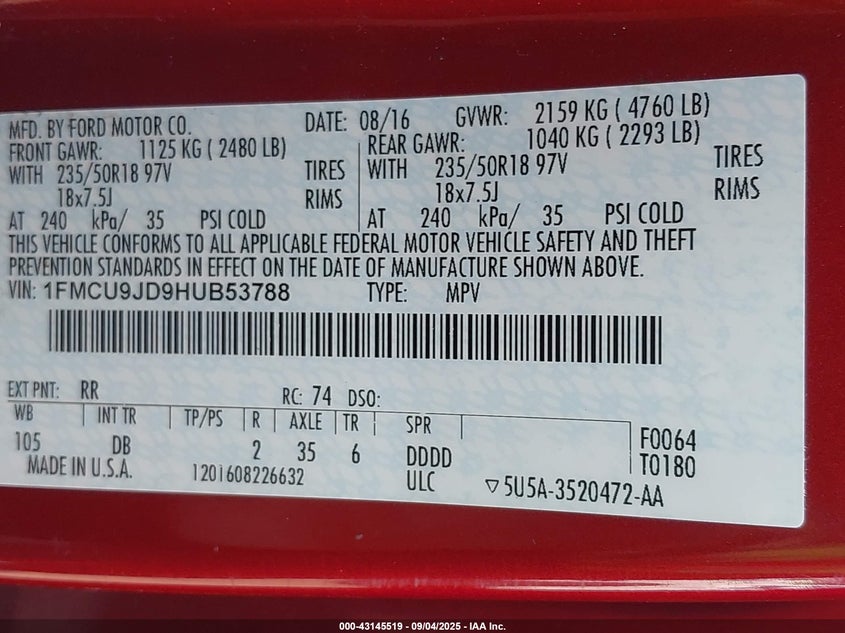 MFD. BY FORD MOTOR CO. DATE: 08/16 GVWR: 2159 KG ( 4760 LB)
FRONT GAWR: 1125 KG ( 2480 LB) REAR GAWR: 1040 KG ( 2293 LB)
WITH 235/50R18 97V TIRES WITH 235/50R18 97V TIRES
18x7.5J RIMS 18x7.5J RIMS
AT 240 kPa/ 35 PSI COLD AT 240 kPa/ 35 PSI COLD
THIS VEHICLE CONFORMS TO ALL APPLICABLE FEDERAL MOTOR VEHICLE SAFETY AND THEFT
PREVENTION STANDARDS IN EFFECT ON THE DATE OF MANUFACTURE SHOWN ABOVE.
VIN: 1FMCU9JD9HUB53788 TYPE: MPV
EXT PNT: RR RC: 74 DSO:
WB INT TR TP/PS R AXLE TR SPR
105 DB 2 35 6 DDDD F0064
MADE IN U.S.A. 1201608226632 ULC T0180
▽5U5A-3520472-AA
000-43145519 - 09/04/2025 - IAA Inc.